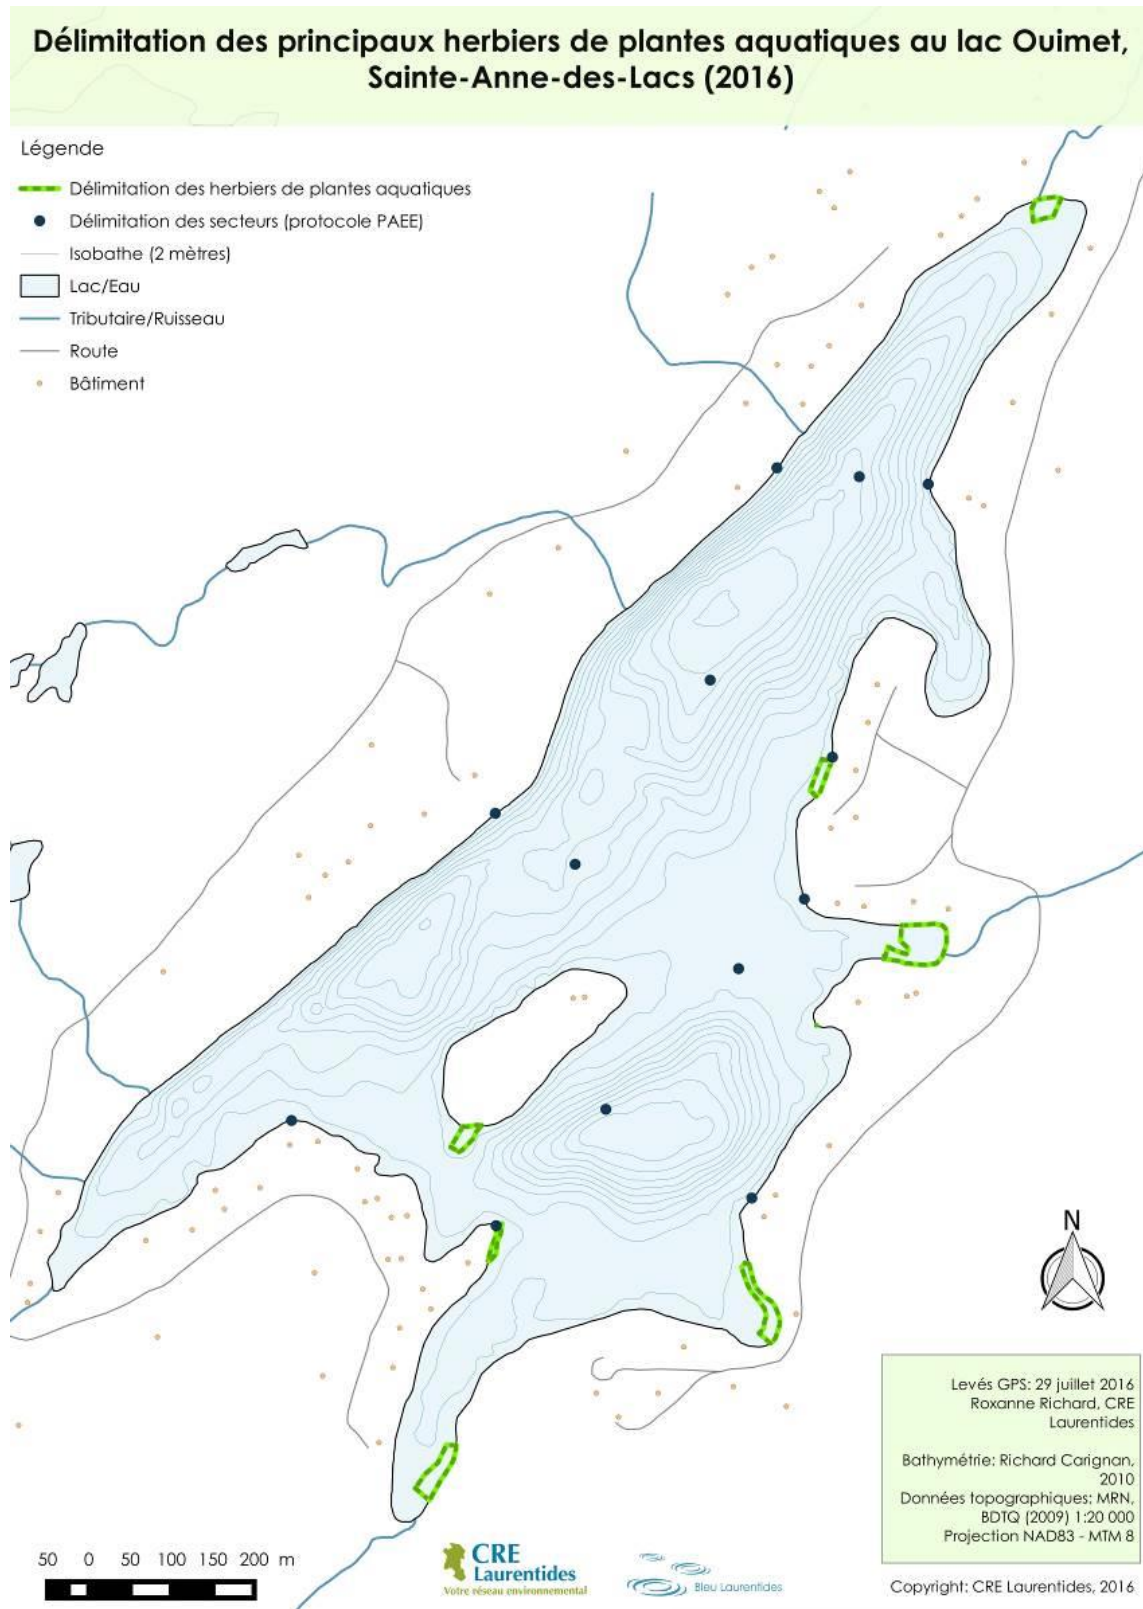 Délimitation des principaux herbiers de plantes aquatiques au lac Ouimet,
Sainte-Anne-des-Lacs (2016)
Légende
Délimitation des herbiers de plantes aquatiques
Délimitation des secteurs (protocole PAEE)
Isobathe (2 mètres)
Lac/Eau
Tributaire/Ruisseau
Route
Bâtiment
N
Levés GPS: 29 juillet 2016
Roxanne Richard, CRE
Laurentides
Bathymétrie: Richard Carignan,
2010
Données topographiques: MRN,
BDTQ (2009) 1:20 000
Projection NAD83 - MTM 8
50 0 50 100 150 200 m
CRE
Laurentides
Votre réseau environnemental
Bleu Laurentides
Copyright: CRE Laurentides, 2016